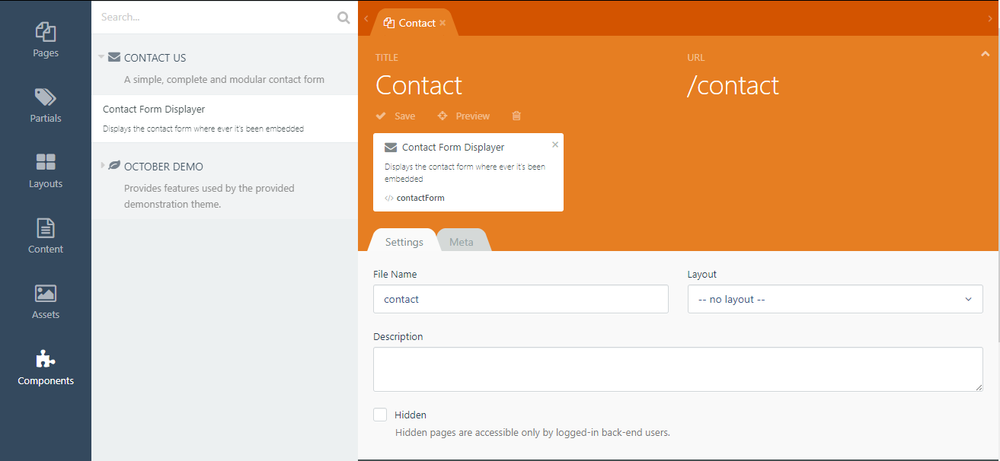 Pages
Partials
Layouts
Content
Assets
Components
Search...
CONTACT US
A simple, complete and modular contact form
Contact Form Displayer
Displays the contact form where ever it's been embedded
OCTOBER DEMO
Provides features used by the provided
demonstration theme.
Contact
TITLE
Contact
URL
/contact
Save
Preview
Contact Form Displayer
Displays the contact form where ever it's been
embedded
contactForm
Settings
Meta
File Name
contact
Layout
-- no layout --
Description
Hidden
Hidden pages are accessible only by logged-in back-end users.